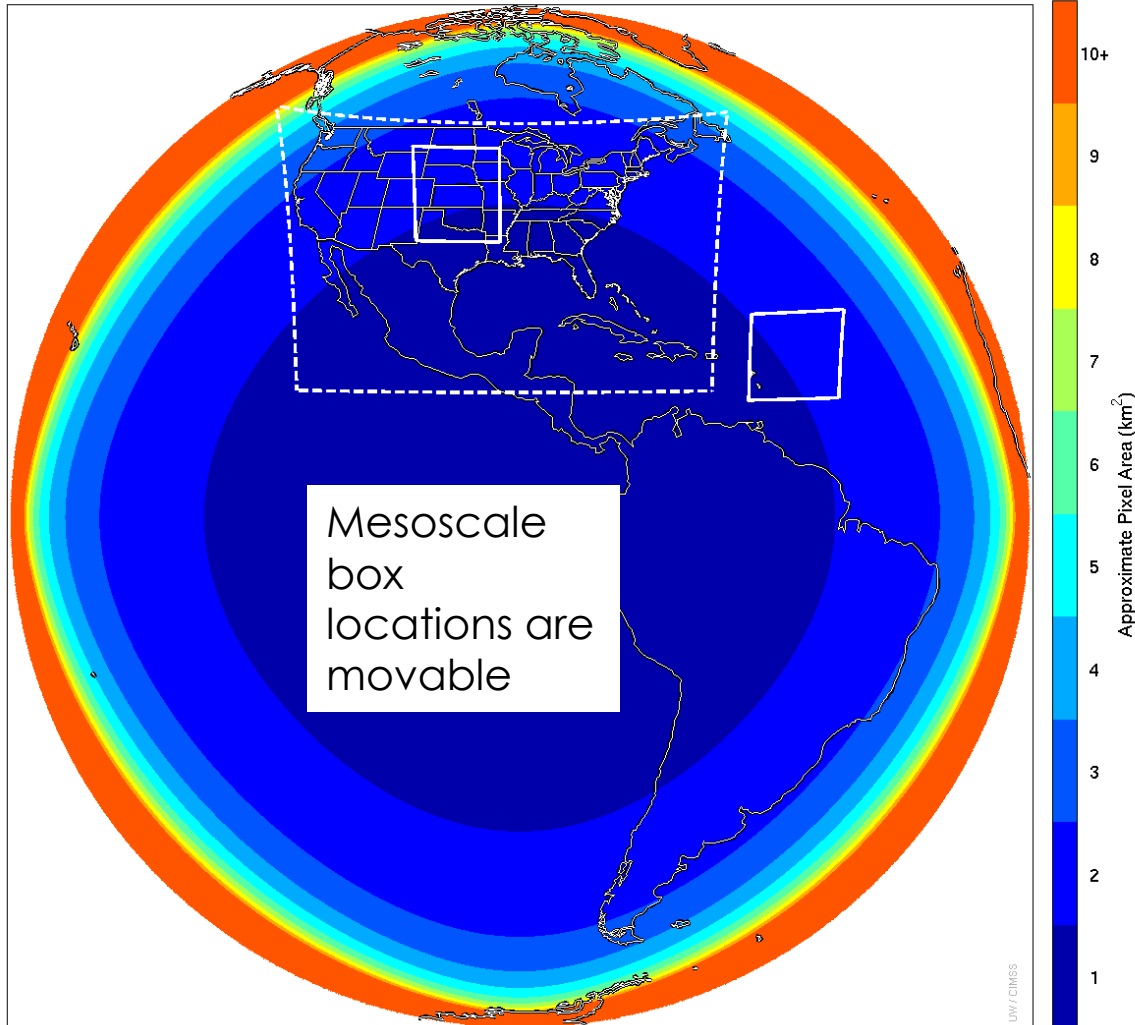 Mesoscale
box
locations are
movable
10+
9
8
7
6
5
4
3
2
1
Approximate Pixel Area (km²)
UW / CIMSS